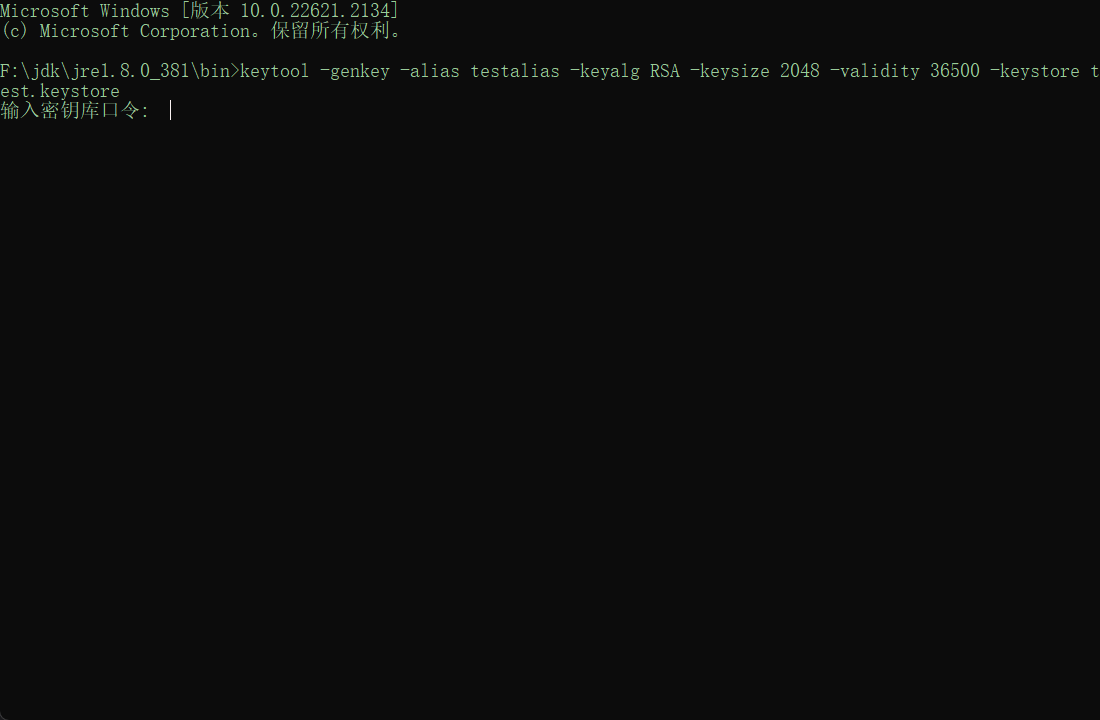 Microsoft Windows [版本 10.0.22621.2134]
(c) Microsoft Corporation。保留所有权利。
F:\jdk\jre1.8.0_381\bin>keytool -genkey -alias testalias -keyalg RSA -keysize 2048 -validity 36500 -keystore t
est.keystore
输入密钥库口令: